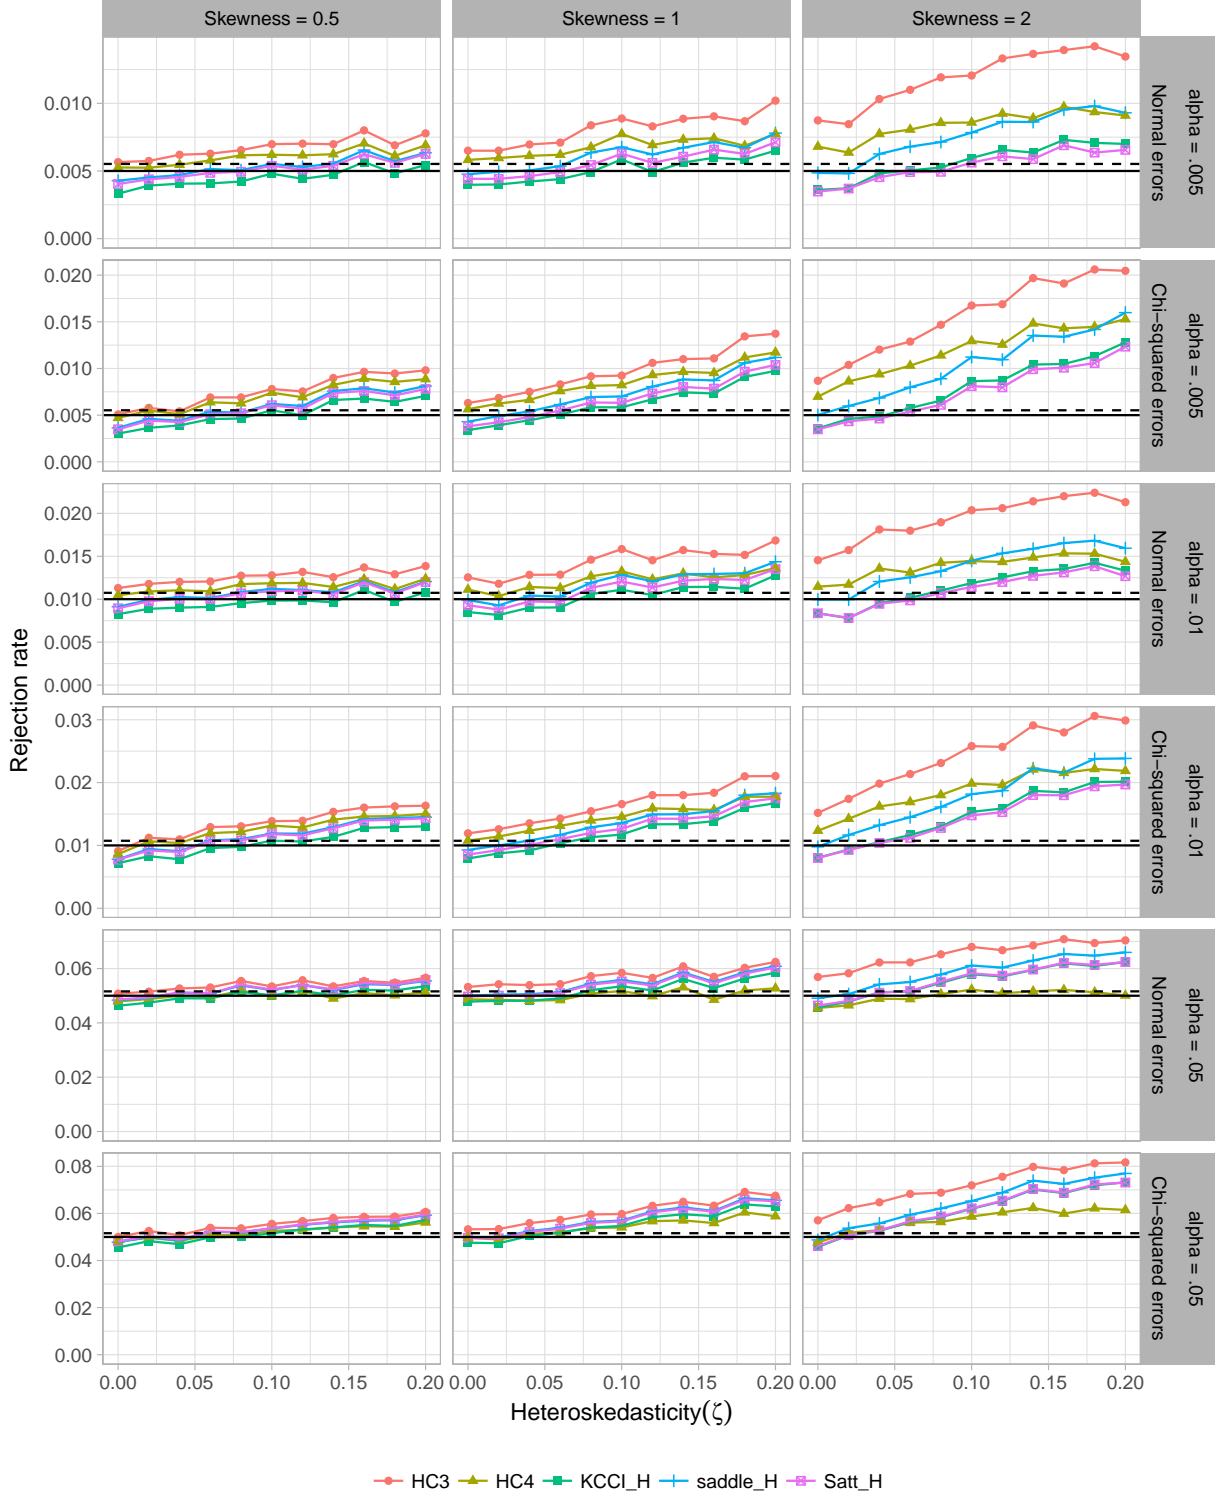 Skewness = 0.5
Skewness = 1
Skewness = 2
0.010
0.005
0.000
alpha = .005
Normal errors
0.020
0.015
0.010
0.005
0.000
alpha = .005
Chi−squared errors
0.020
0.015
0.010
0.005
0.000
alpha = .01
Normal errors
Rejection rate
0.03
0.02
0.01
0.00
alpha = .01
Chi−squared errors
0.06
0.04
0.02
0.00
alpha = .05
Normal errors
0.08
0.06
0.04
0.02
0.00
alpha = .05
Chi−squared errors
0.00 0.05 0.10 0.15 0.20 0.00 0.05 0.10 0.15 0.20 0.00 0.05 0.10 0.15 0.20
Heteroskedasticity(ζ)
HC3 HC4 KCCI_H saddle_H Satt_H